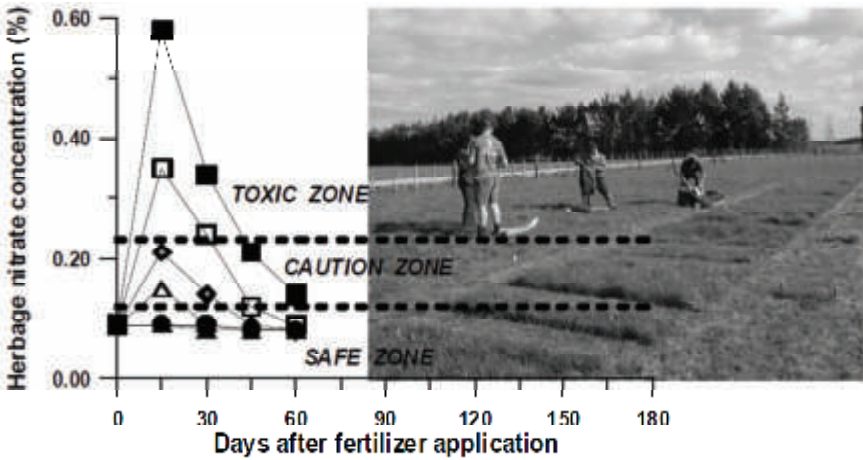 Herbage nitrate concentration (%)
0.60
0.40
0.20
0.00
TOXIC ZONE
CAUTION ZONE
SAFE ZONE
0 30 60 90 120 150 180
Days after fertilizer application